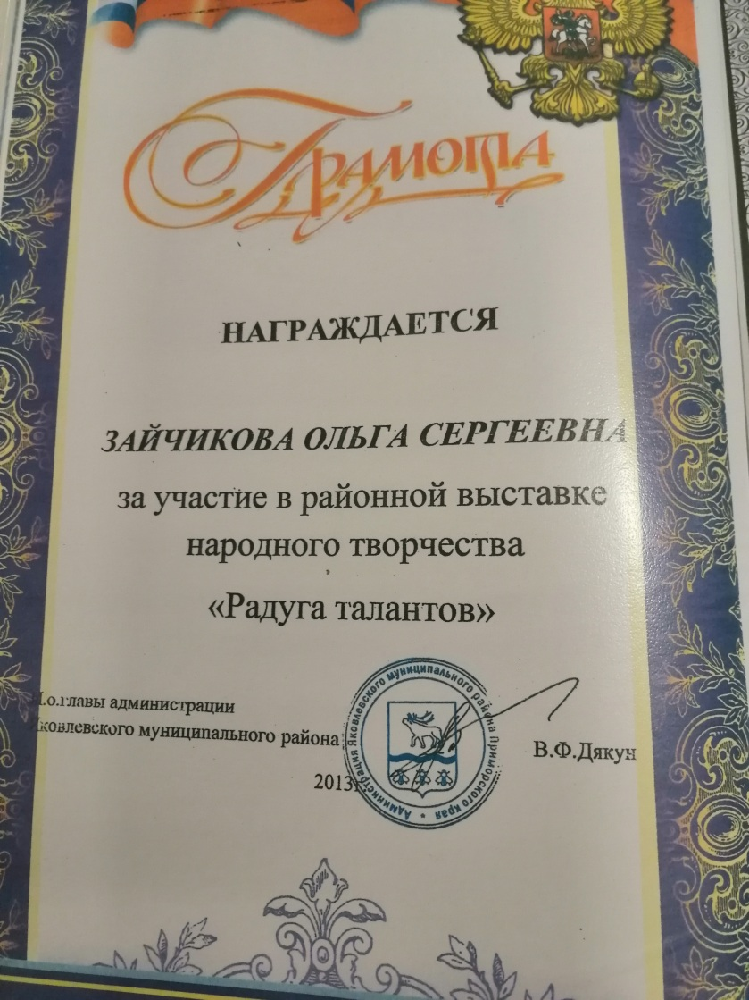 Грамота
НАГРАЖДАЕТСЯ
ЗАЙЧИКОВА ОЛЬГА СЕРГЕЕВНА
за участие в районной выставке
народного творчества
«Радуга талантов»
И.о.главы администрации
Яковлевского муниципального района
В.Ф.Дякун
2013г.
Администрация Яковлевского муниципального района Приморского края